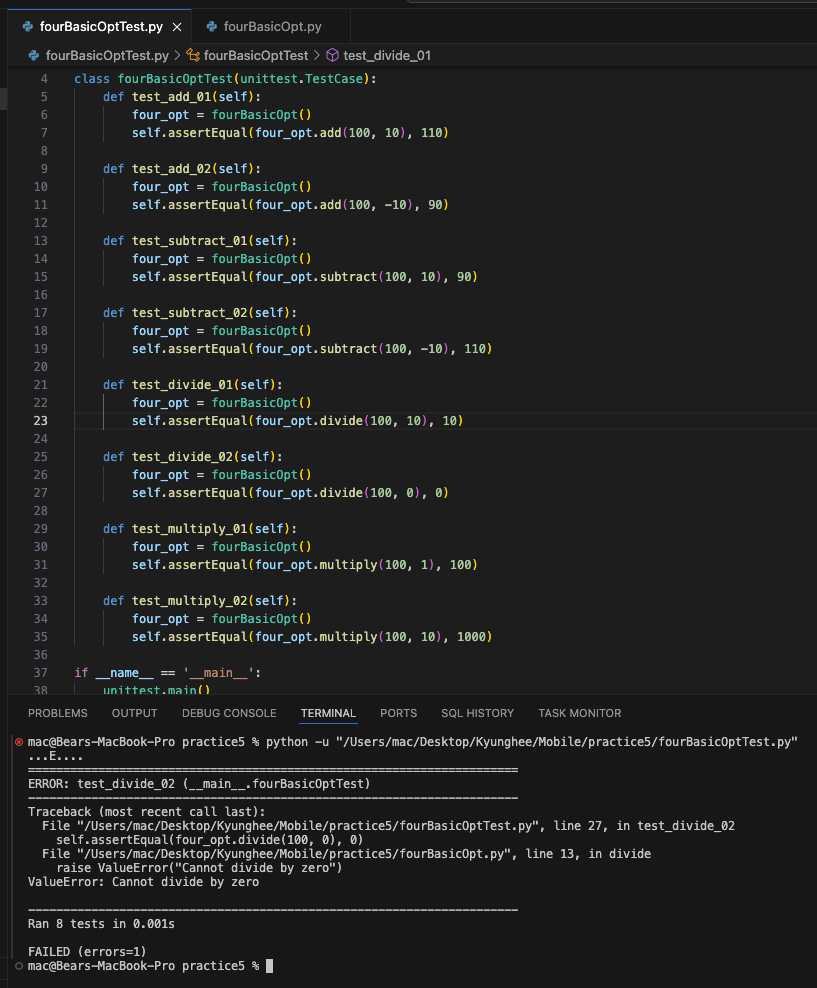 fourBasicOptTest.py
fourBasicOpt.py
fourBasicOptTest.py > fourBasicOptTest > test_divide_01
4 class fourBasicOptTest(unittest.TestCase):
5     def test_add_01(self):
6         four_opt = fourBasicOpt()
7         self.assertEqual(four_opt.add(100, 10), 110)
8
9     def test_add_02(self):
10         four_opt = fourBasicOpt()
11         self.assertEqual(four_opt.add(100, -10), 90)
12
13     def test_subtract_01(self):
14         four_opt = fourBasicOpt()
15         self.assertEqual(four_opt.subtract(100, 10), 90)
16
17     def test_subtract_02(self):
18         four_opt = fourBasicOpt()
19         self.assertEqual(four_opt.subtract(100, -10), 110)
20
21     def test_divide_01(self):
22         four_opt = fourBasicOpt()
23         self.assertEqual(four_opt.divide(100, 10), 10)
24
25     def test_divide_02(self):
26         four_opt = fourBasicOpt()
27         self.assertEqual(four_opt.divide(100, 0), 0)
28
29     def test_multiply_01(self):
30         four_opt = fourBasicOpt()
31         self.assertEqual(four_opt.multiply(100, 1), 100)
32
33     def test_multiply_02(self):
34         four_opt = fourBasicOpt()
35         self.assertEqual(four_opt.multiply(100, 10), 1000)
36
37 if __name__ == '__main__':
38     unittest.main()
PROBLEMS OUTPUT DEBUG CONSOLE TERMINAL PORTS SQL HISTORY TASK MONITOR
mac@Bears-MacBook-Pro practice5 % python -u "/Users/mac/Desktop/Kyunghee/Mobile/practice5/fourBasicOptTest.py"
...E....
======================================================================
ERROR: test_divide_02 (__main__.fourBasicOptTest)
----------------------------------------------------------------------
Traceback (most recent call last):
  File "/Users/mac/Desktop/Kyunghee/Mobile/practice5/fourBasicOptTest.py", line 27, in test_divide_02
    self.assertEqual(four_opt.divide(100, 0), 0)
  File "/Users/mac/Desktop/Kyunghee/Mobile/practice5/fourBasicOpt.py", line 13, in divide
    raise ValueError("Cannot divide by zero")
ValueError: Cannot divide by zero

----------------------------------------------------------------------
Ran 8 tests in 0.001s

FAILED (errors=1)
mac@Bears-MacBook-Pro practice5 %